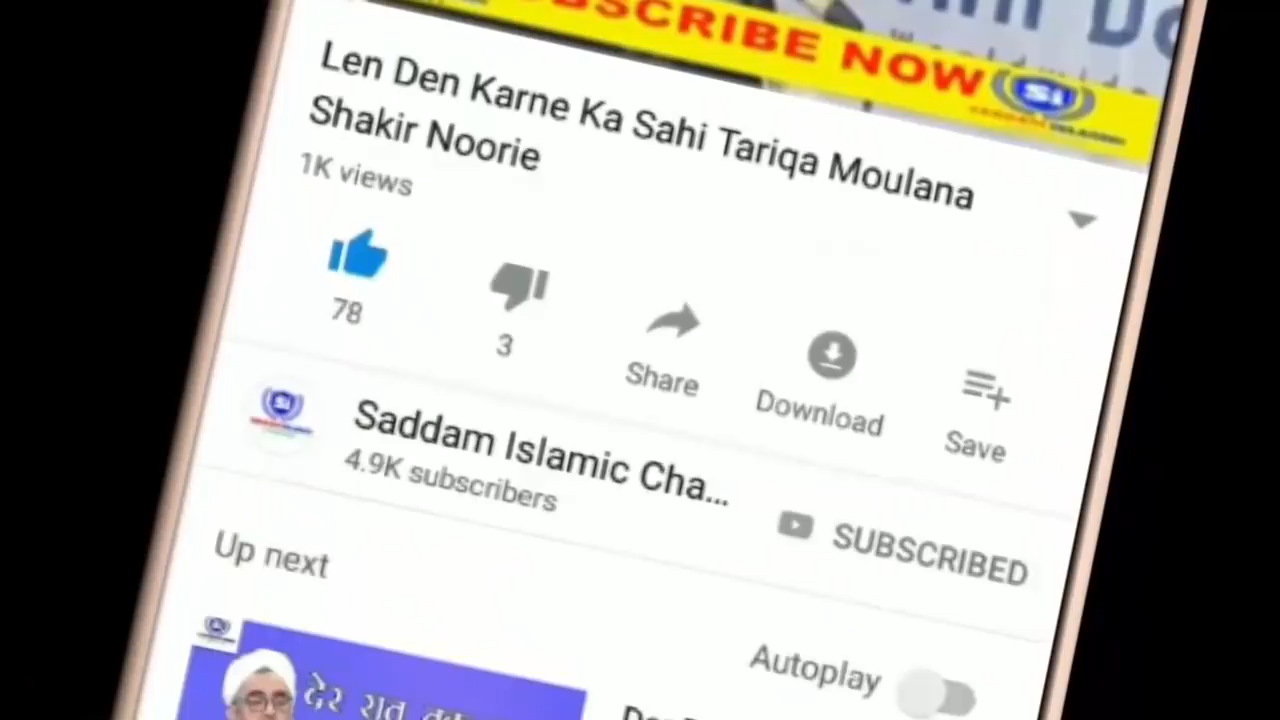 SCRIBE NOW
SI
Len Den Karne Ka Sahi Tariqa Moulana
Shakir Noorie
1K views
78
3
Share
Download
Save
Saddam Islamic Cha...
4.9K subscribers
SUBSCRIBED
Up next
Autoplay
देर रात